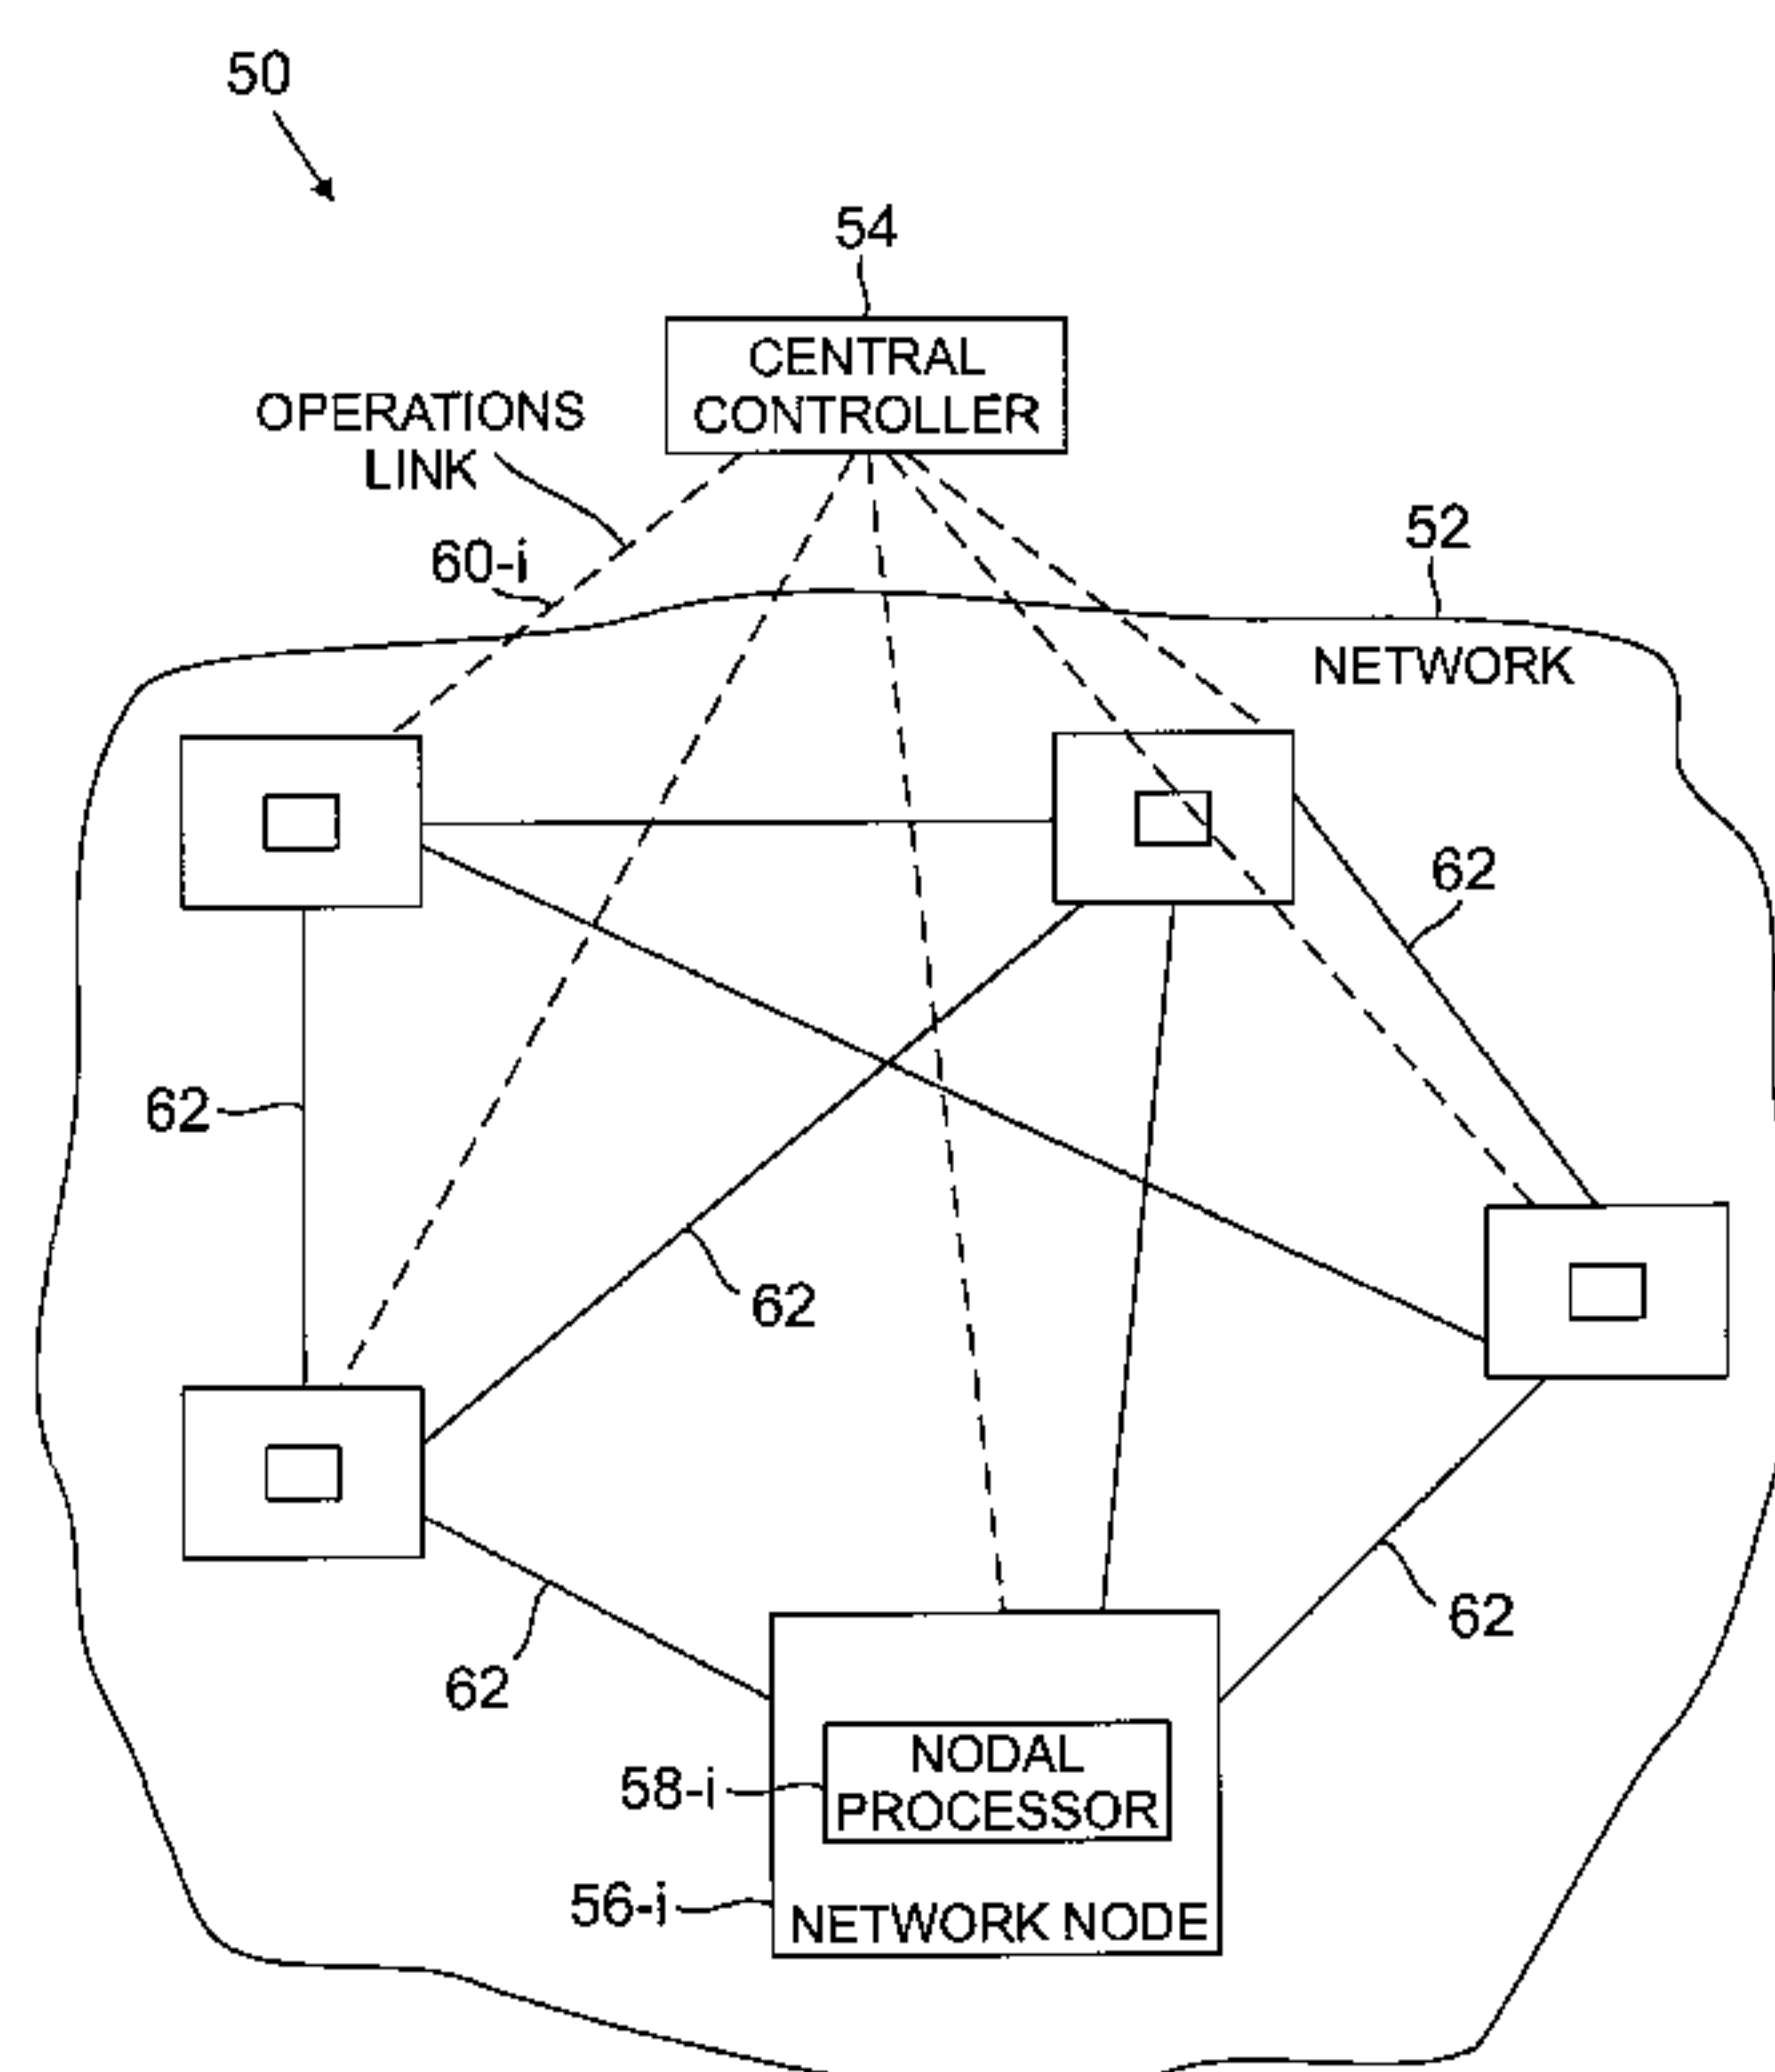 50
54
CENTRAL
CONTROLLER
OPERATIONS
LINK
60-i
52
NETWORK
62
62
62
62
62
NODAL
PROCESSOR
58-i
56-i
NETWORK NODE